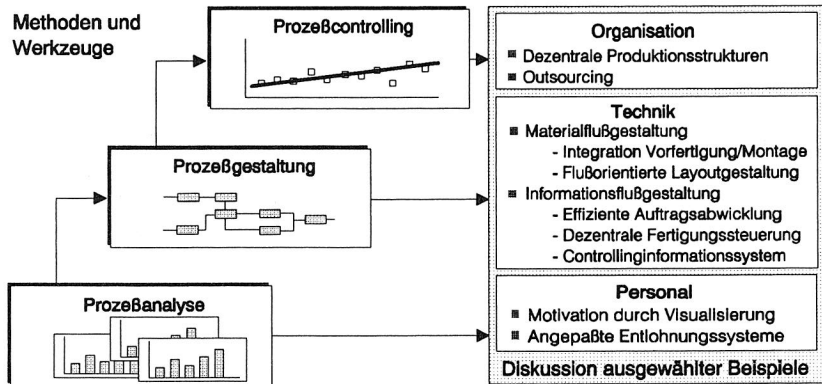 Methoden und
Werkzeuge
Prozeßcontrolling
Prozeßgestaltung
Prozeßanalyse
Organisation
Dezentrale Produktionsstrukturen
Outsourcing
Technik
Materialflußgestaltung
- Integration Vorfertigung/Montage
- Flußorientierte Layoutgestaltung
Informationsflußgestaltung
- Effiziente Auftragsabwicklung
- Dezentrale Fertigungssteuerung
- Controllinginformationssystem
Personal
Motivation durch Visualisierung
Angepaßte Entlohnungssysteme
Diskussion ausgewählter Beispiele